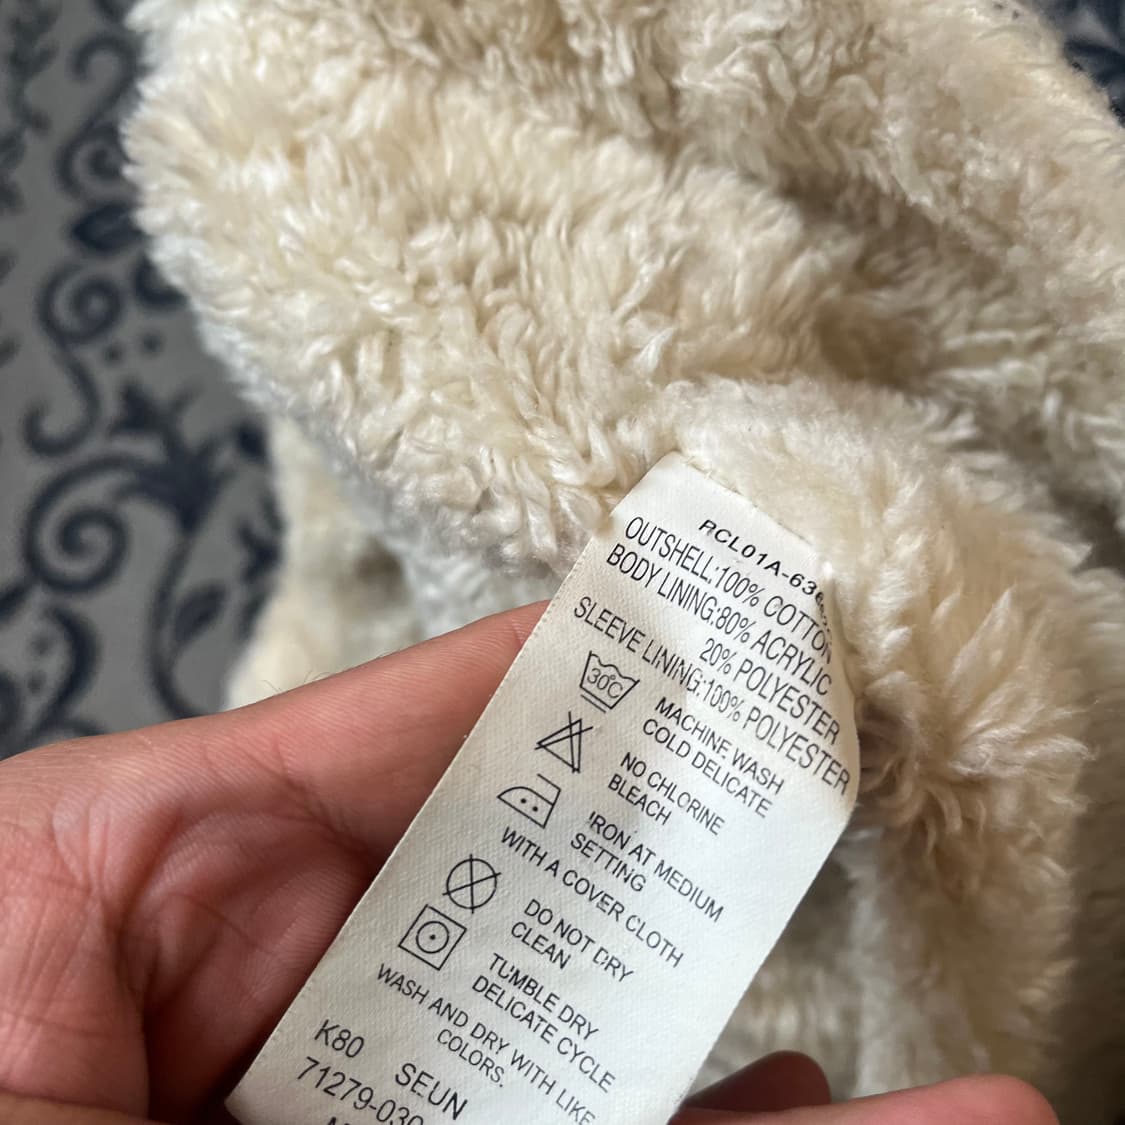 RCL01A-636
OUTSHELL:100% COTTON
BODY LINING:80% ACRYLIC
20% POLYESTER
SLEEVE LINING:100% POLYESTER
30°C
MACHINE WASH
COLD DELICATE
NO CHLORINE
BLEACH
IRON AT MEDIUM
SETTING
WITH A COVER CLOTH
DO NOT DRY
CLEAN
TUMBLE DRY
DELICATE CYCLE
WASH AND DRY WITH LIKE
COLORS.
K80 SEUN
71279-030